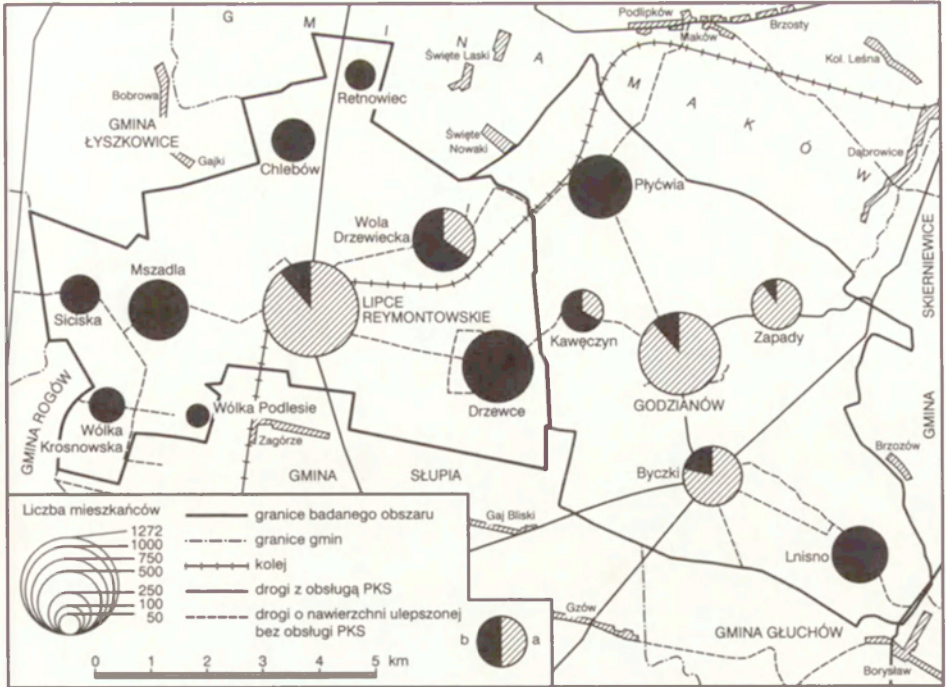 G M I N A M A K Ó W
Podlipków
Brzosty
Maków
Święte Laski
Kol. Leśna
Bobrowa
Retnowiec
GMINA
ŁYSZKOWICE
Gajki
Chlebów
Święte
Nowaki
Dąbrowice
Płyćwia
Wola
Drzewiecka
SKIERNIEWICE
Mszadla
Siciska
LIPCE
REYMONTOWSKIE
Kawęczyn
Zapady
GMINA ROGÓW
Wólka
Krosnowska
Wólka Podlesie
Drzewce
GODZIANÓW
GMINA
Zagórze
GMINA SŁUPIA
Byczki
Brzozów
Gaj Bliski
Lnisno
Gzów
GMINA GŁUCHÓW
Borysław
Liczba mieszkańców
1272
1000
750
500
250
100
50
granice badanego obszaru
granice gmin
kolej
drogi z obsługą PKS
drogi o nawierzchni ulepszonej
bez obsługi PKS
b a
0 1 2 3 4 5 km